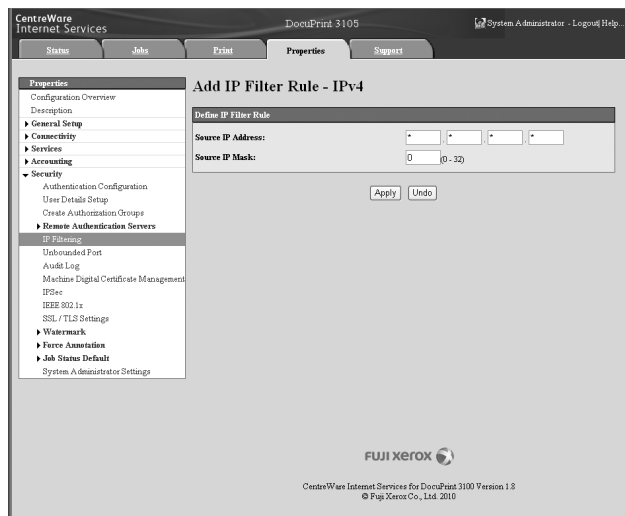 CentreWare
Internet Services
DocuPrint 3105
System Administrator - Logout| Help...
Status
Jobs
Print
Properties
Support
Properties
Configuration Overview
Description
General Setup
Connectivity
Services
Accounting
Security
Authentication Configuration
User Details Setup
Create Authorization Groups
Remote Authentication Servers
IP Filtering
Unbounded Port
Audit Log
Machine Digital Certificate Management
IPSec
IEEE 802.1x
SSL / TLS Settings
Watermark
Force Annotation
Job Status Default
System Administrator Settings
Add IP Filter Rule - IPv4
Define IP Filter Rule
Source IP Address: * . * . * . *
Source IP Mask: 0 (0 - 32)
Apply Undo
FUJI XEROX
CentreWare Internet Services for DocuPrint 3100 Version 1.8
© Fuji Xerox Co., Ltd. 2010